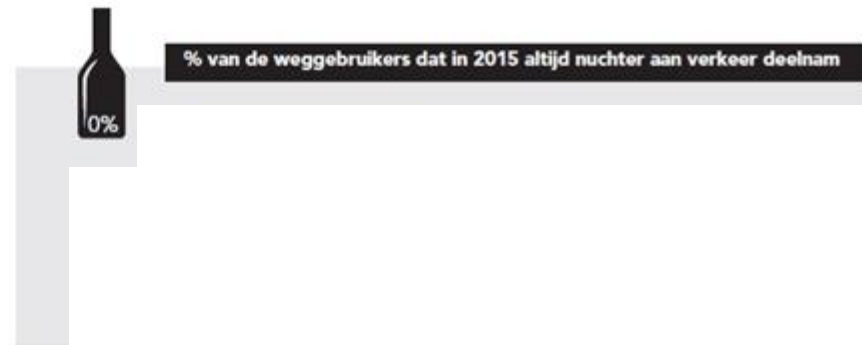 % van de weggebruikers dat in 2015 altijd nuchter aan verkeer deelnam
0%